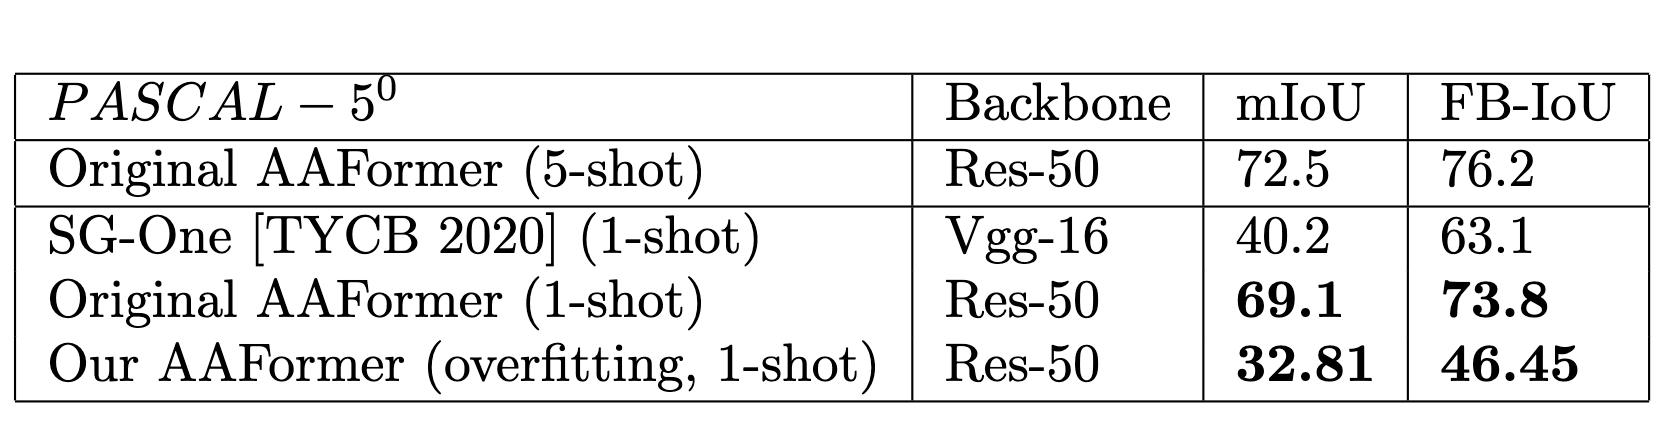 PASCAL − 5⁰ Backbone mIoU FB-IoU
Original AAFormer (5-shot) Res-50 72.5 76.2
SG-One [TYCB 2020] (1-shot) Vgg-16 40.2 63.1
Original AAFormer (1-shot) Res-50 69.1 73.8
Our AAFormer (overfitting, 1-shot) Res-50 32.81 46.45